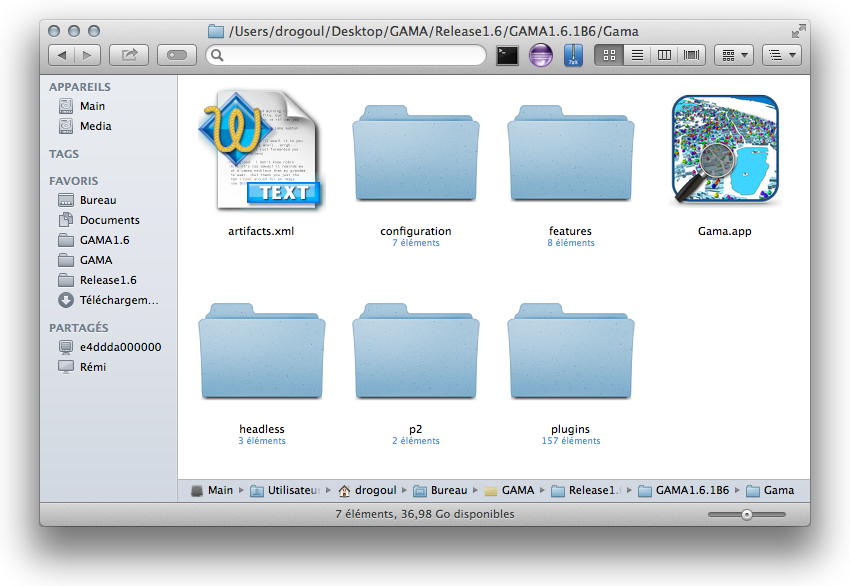 /Users/drogoul/Desktop/GAMA/Release1.6/GAMA1.6.1B6/Gama
APPAREILS
Main
Media
TAGS
FAVORIS
Bureau
Documents
GAMA1.6
GAMA
Release1.6
Téléchargem...
PARTAGÉS
e4ddda000000
Rémi
TEXT
artifacts.xml
configuration
7 éléments
features
8 éléments
Gama.app
headless
3 éléments
p2
2 éléments
plugins
157 éléments
Main Utilisateu drogoul Bureau GAMA Release1. GAMA1.6.1B6 Gama
7 éléments, 36,98 Go disponibles